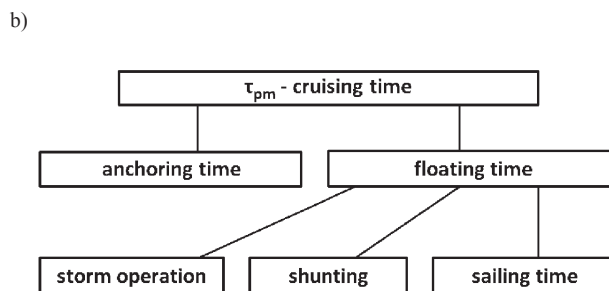 b)
τpm - cruising time
anchoring time
floating time
storm operation
shunting
sailing time